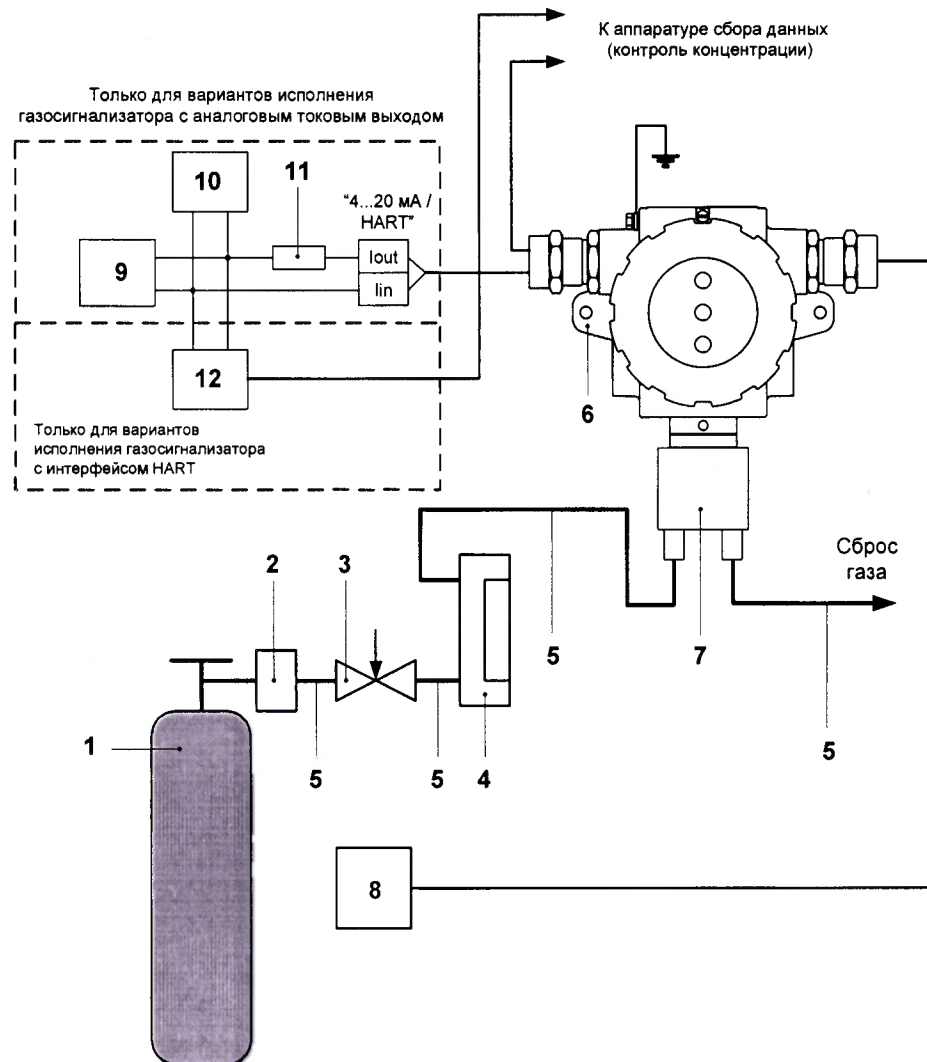 К аппаратуре сбора данных
(контроль концентрации)
Только для вариантов исполнения
газосигнализатора с аналоговым токовым выходом
10
11
"4...20 мА /
HART"
9
Iout
Iin
12
6
Только для вариантов
исполнения газосигнализатора
с интерфейсом HART
Сброс
газа
2
3
5
7
1
5
5
4
5
8